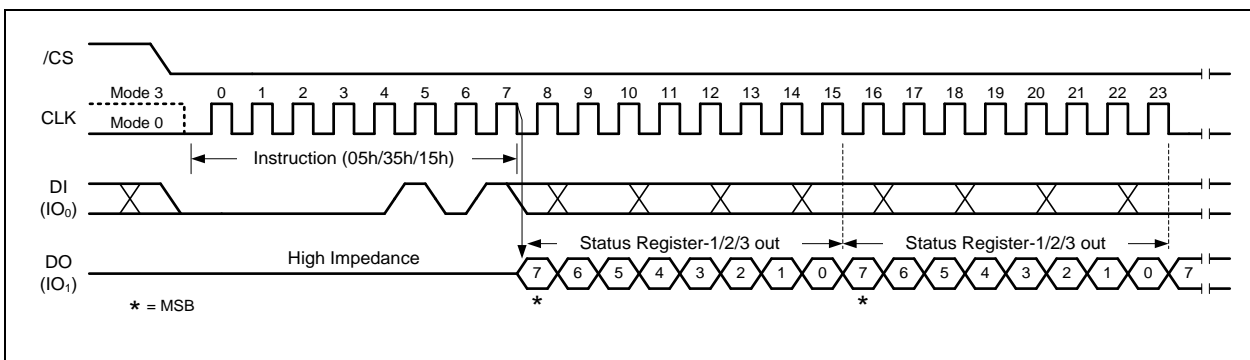 /CS
Mode 3 0 1 2 3 4 5 6 7 8 9 10 11 12 13 14 15 16 17 18 19 20 21 22 23
CLK Mode 0
Instruction (05h/35h/15h)
DI
(IO₀)
Status Register-1/2/3 out Status Register-1/2/3 out
DO High Impedance
(IO₁) 7 6 5 4 3 2 1 0 7 6 5 4 3 2 1 0 7
* *
* = MSB